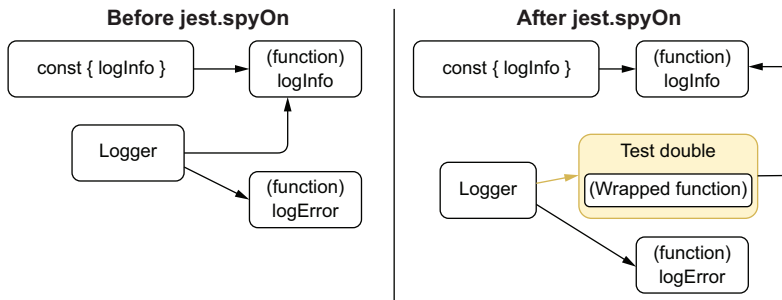 Before jest.spyOn
const { logInfo }
(function)
logInfo
Logger
(function)
logError
After jest.spyOn
const { logInfo }
(function)
logInfo
Test double
(Wrapped function)
Logger
(function)
logError